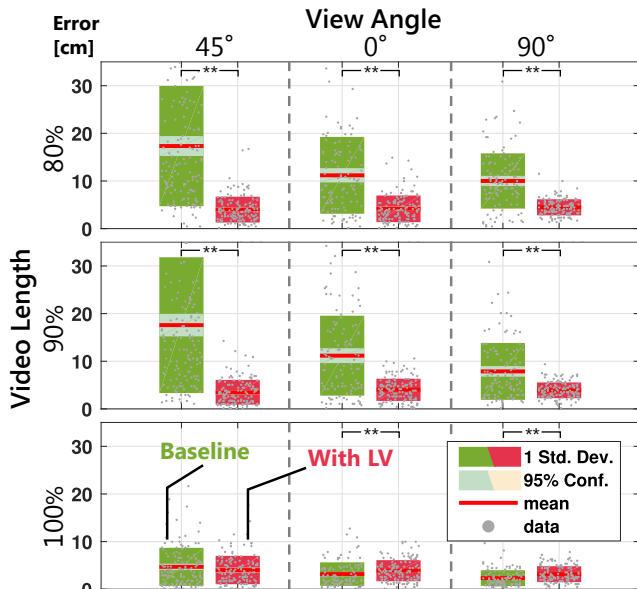 Error
[cm]
View Angle
45° 0° 90°
Video Length
80%
30
20
10
0
** ** **
90%
30
20
10
0
** ** **
100%
30
20
10
0
** **
Baseline
With LV
1 Std. Dev.
95% Conf.
mean
data